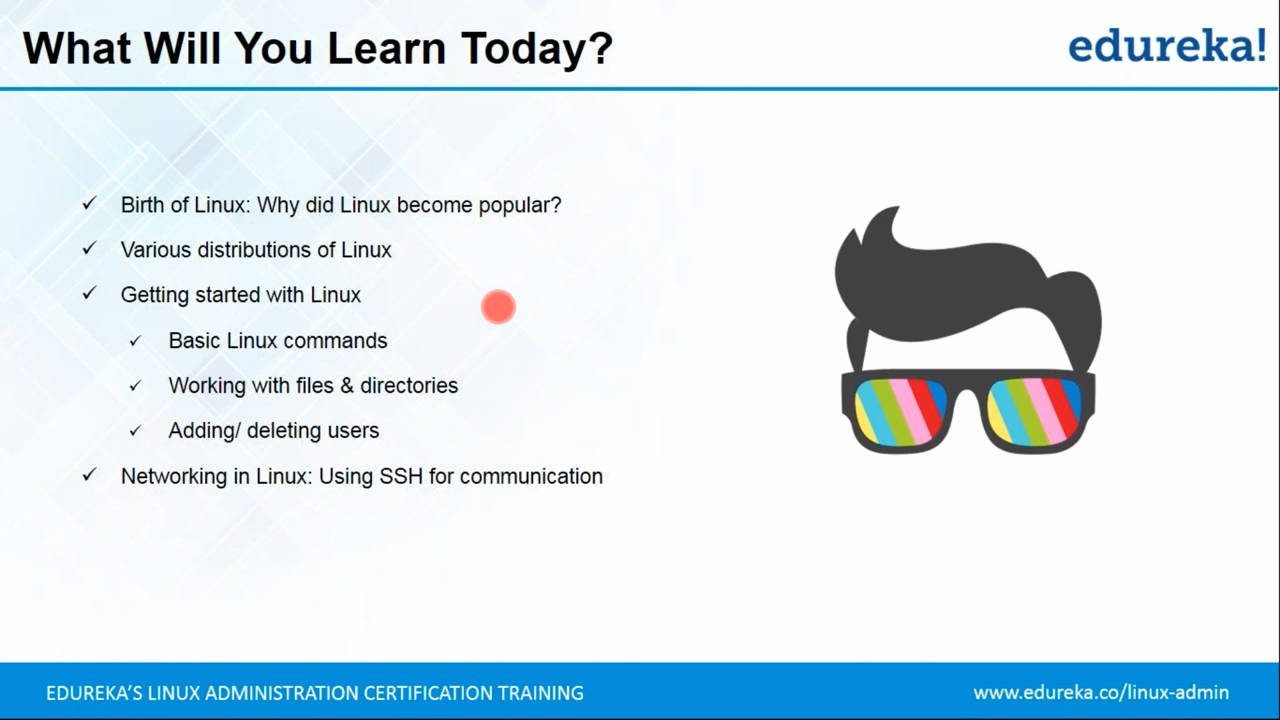 What Will You Learn Today?
edureka!
✓ Birth of Linux: Why did Linux become popular?
✓ Various distributions of Linux
✓ Getting started with Linux
✓ Basic Linux commands
✓ Working with files & directories
✓ Adding/ deleting users
✓ Networking in Linux: Using SSH for communication
EDUREKA'S LINUX ADMINISTRATION CERTIFICATION TRAINING
www.edureka.co/linux-admin